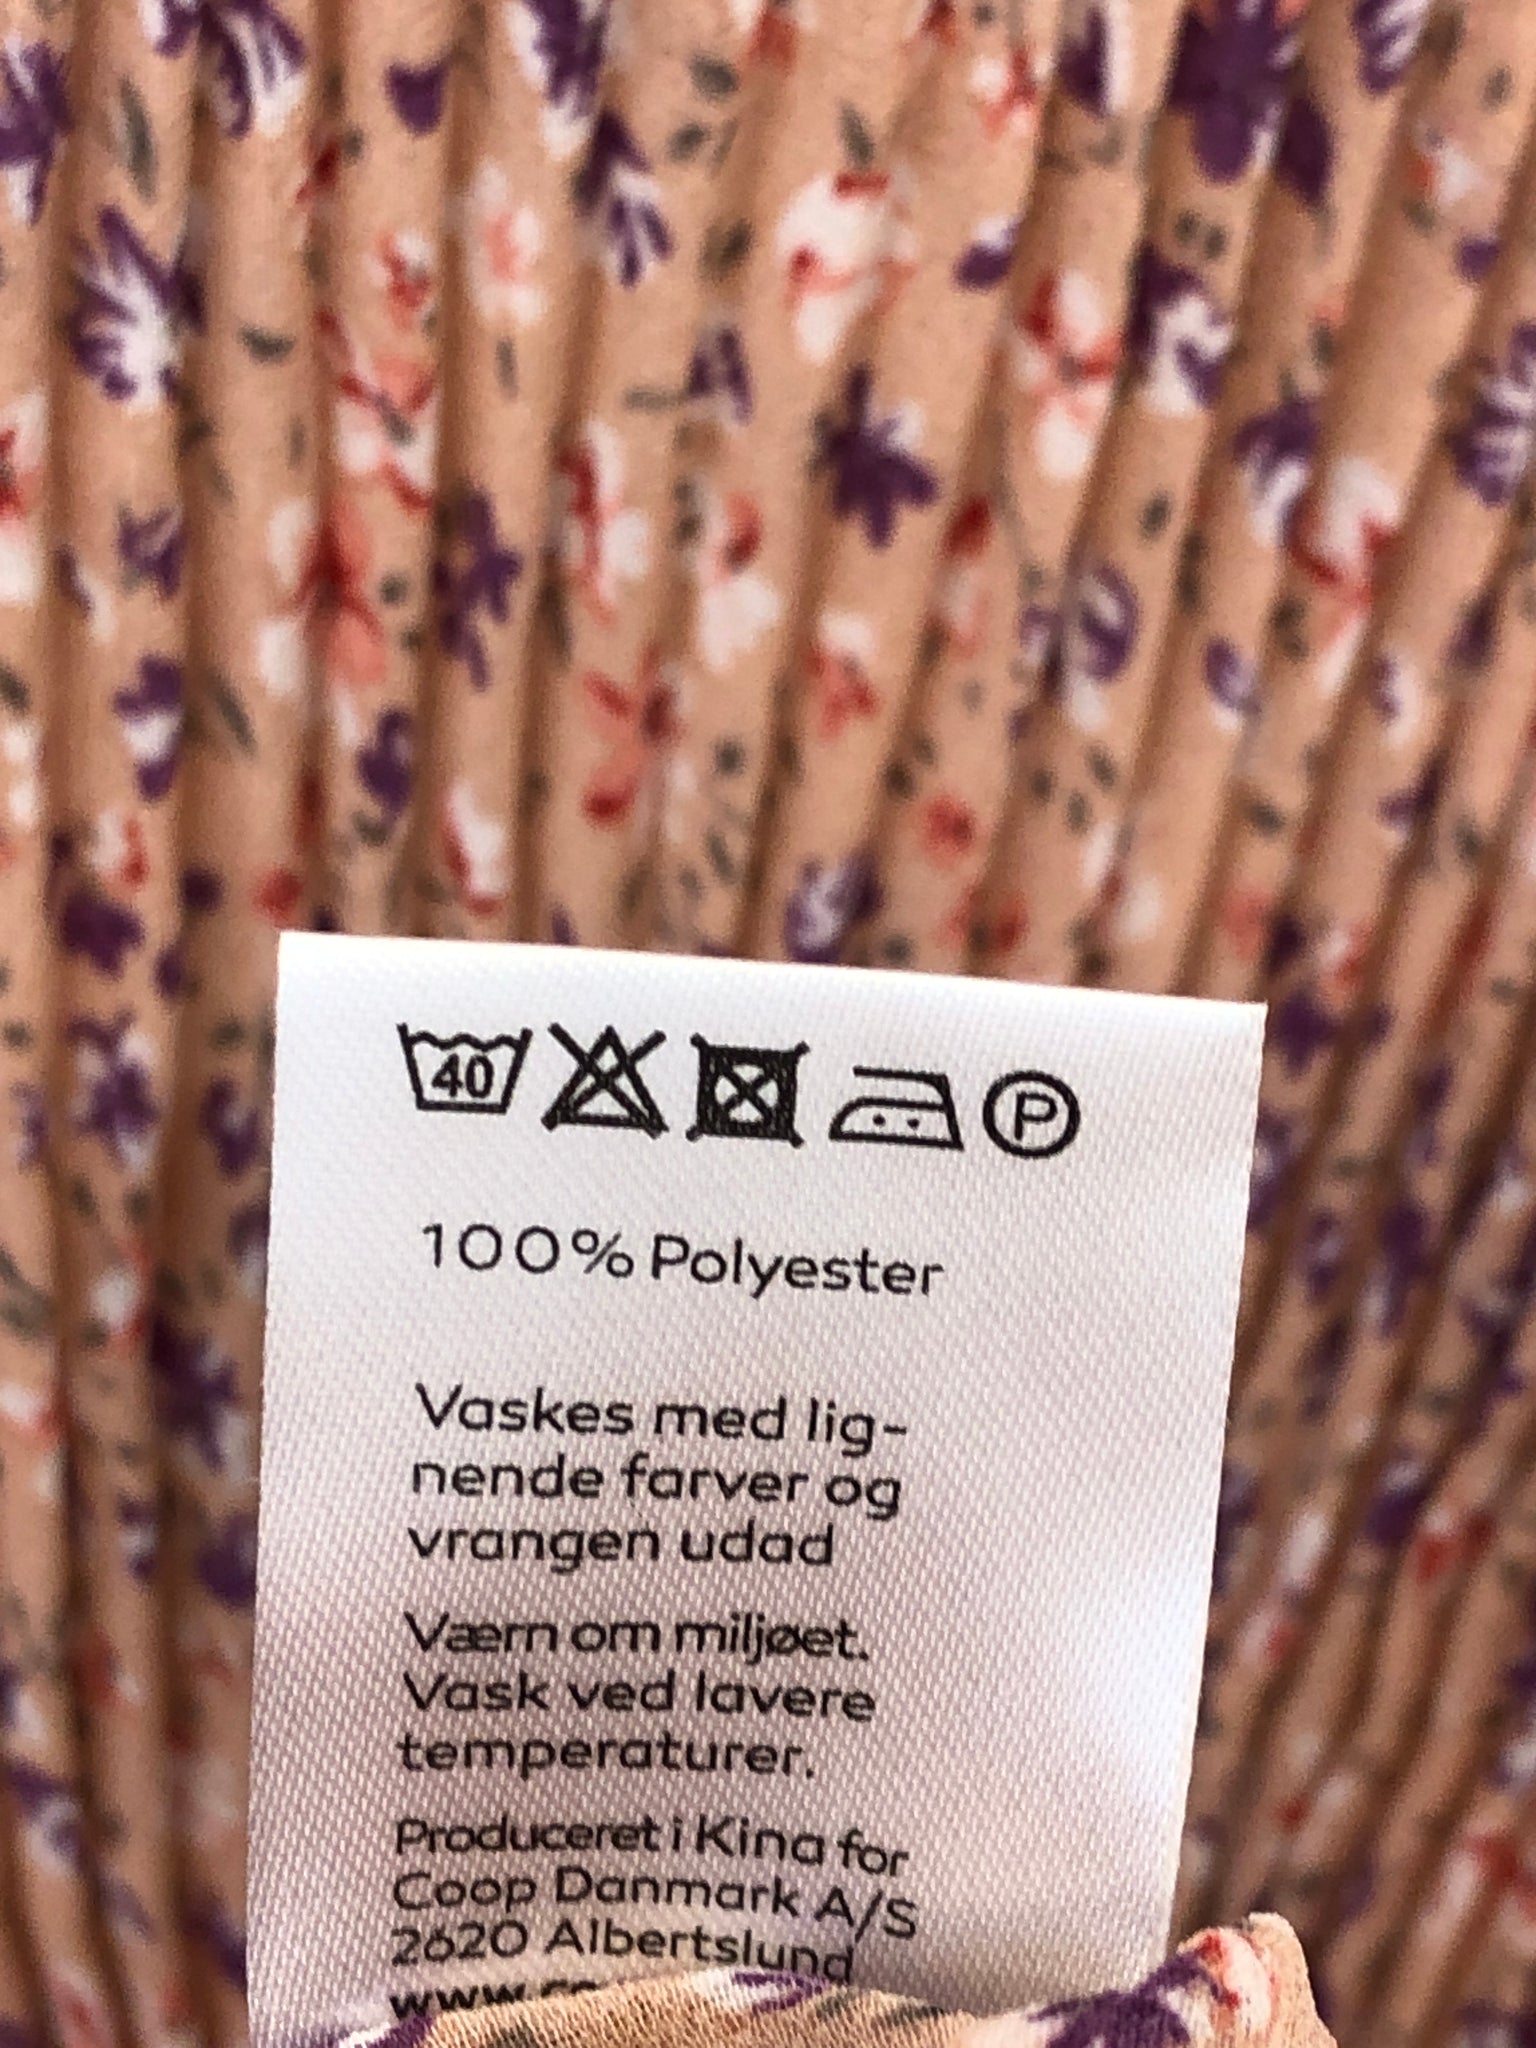 40
P
100% Polyester
Vaskes med lig-
nende farver og
vrangen udad
Værn om miljøet.
Vask ved lavere
temperaturer.
Produceret i Kina for
Coop Danmark A/S
2620 Albertslund